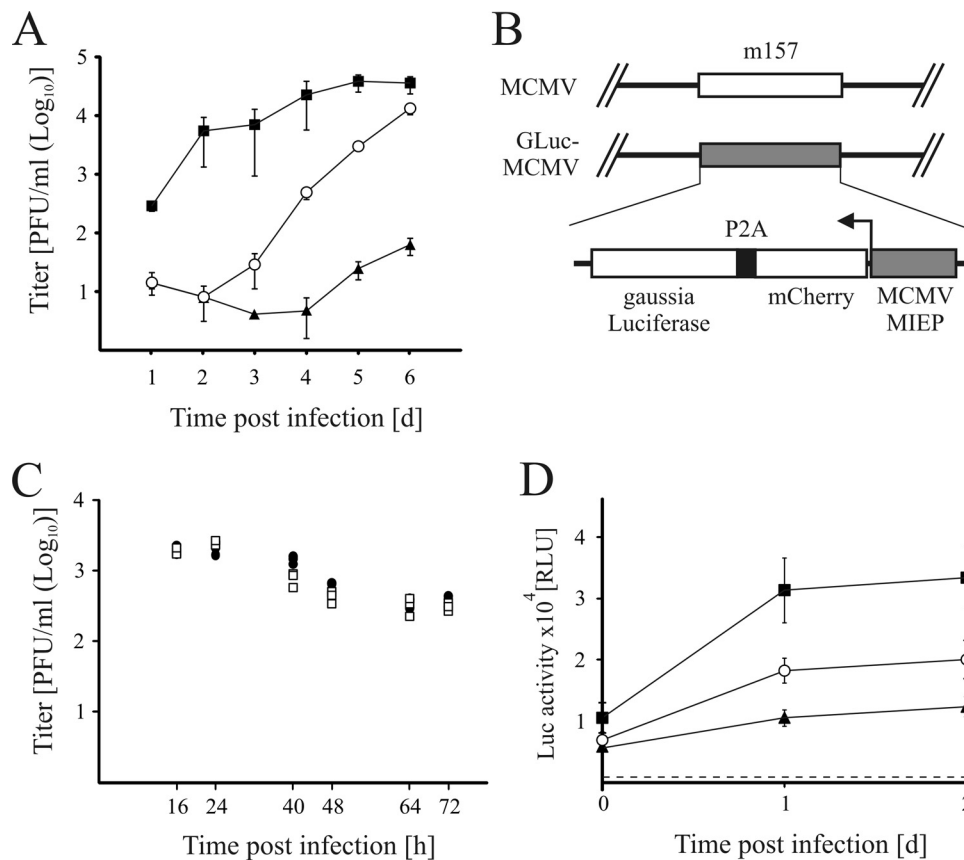 A
Titer [PFU/ml (Log₁₀)]
5
4
3
2
1
1 2 3 4 5 6
Time post infection [d]
B
m157
MCMV
GLuc-
MCMV
P2A
gaussia
Luciferase
mCherry
MCMV
MIEP
C
Titer [PFU/ml (Log₁₀)]
4
3
2
1
16 24 40 48 64 72
Time post infection [h]
D
Luc activity x10⁴ [RLU]
4
3
2
1
0 1 2
Time post infection [d]